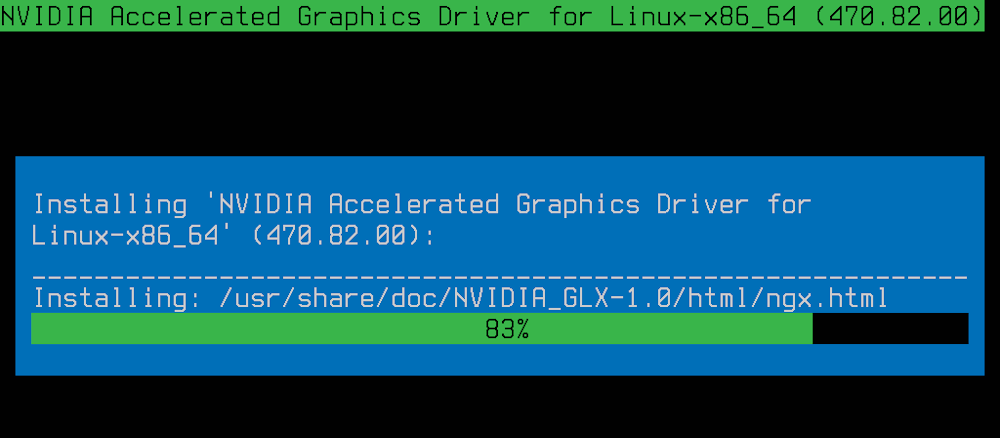 NVIDIA Accelerated Graphics Driver for Linux-x86_64 (470.82.00)
Installing 'NVIDIA Accelerated Graphics Driver for
Linux-x86_64' (470.82.00):
Installing: /usr/share/doc/NVIDIA_GLX-1.0/html/ngx.html
83%